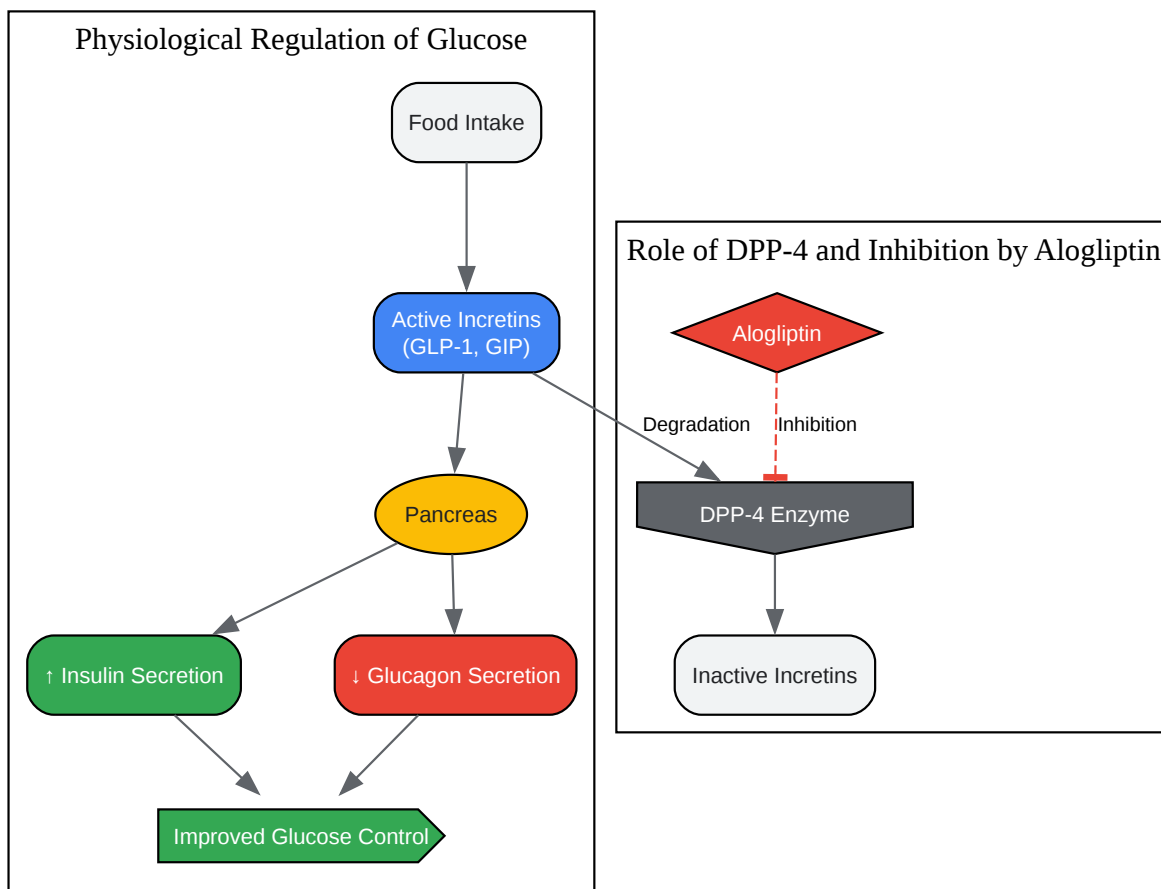 Physiological Regulation of Glucose
Food Intake
Active Incretins
(GLP-1, GIP)
Pancreas
↑ Insulin Secretion
↓ Glucagon Secretion
Improved Glucose Control
Role of DPP-4 and Inhibition by Alogliptin
Alogliptin
Degradation
Inhibition
DPP-4 Enzyme
Inactive Incretins